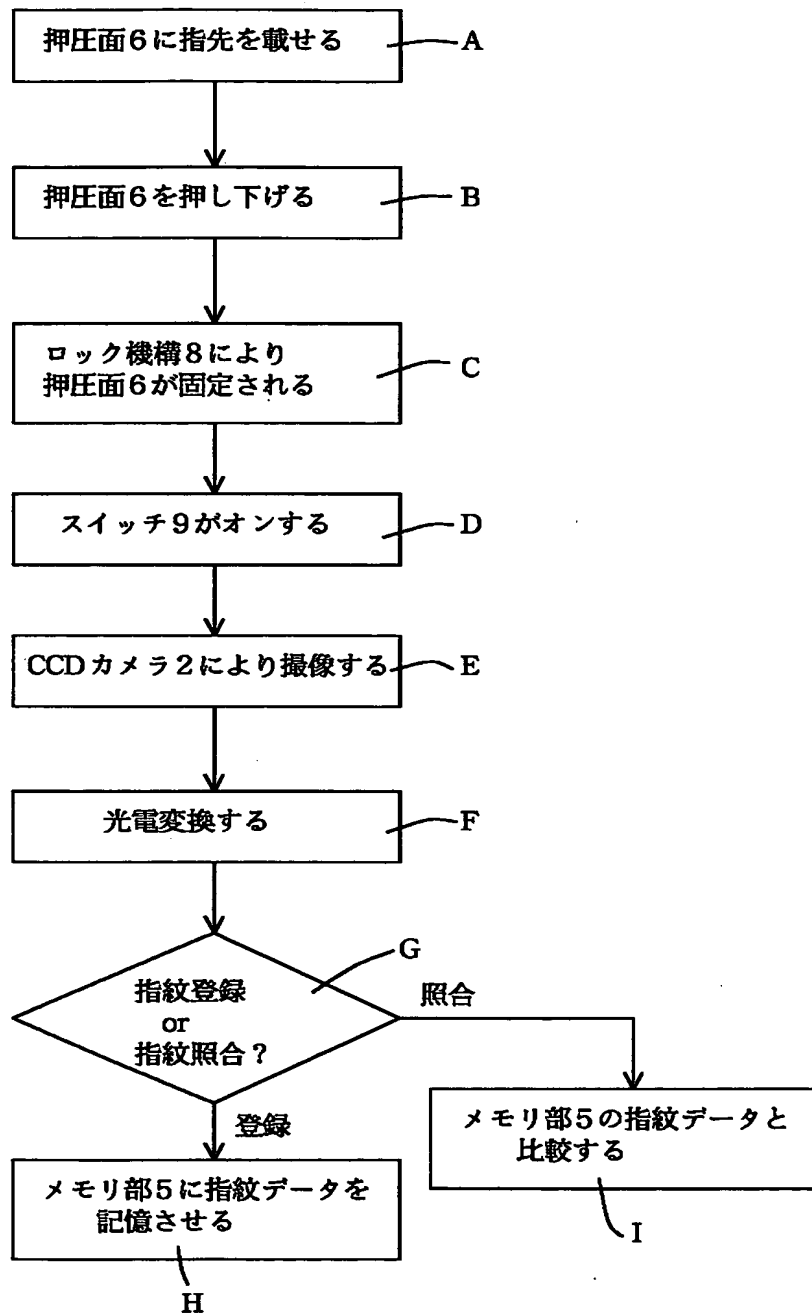 押圧面6に指先を載せる
A
押圧面6を押し下げる
B
ロック機構8により
押圧面6が固定される
C
スイッチ9がオンする
D
CCDカメラ2により撮像する
E
光電変換する
F
G
指紋登録
or
指紋照合？
照合
登録
メモリ部5の指紋データと
比較する
I
メモリ部5に指紋データを
記憶させる
H